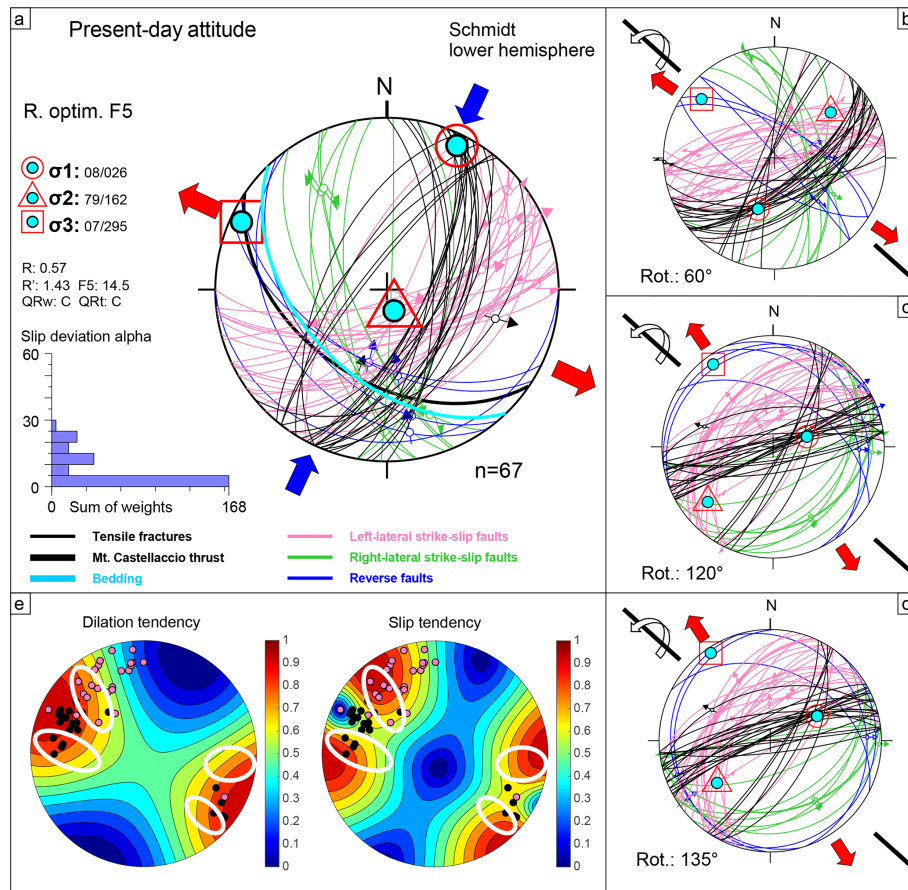 a
Present-day attitude
Schmidt
lower hemisphere
N
R. optim. F5
σ1: 08/026
σ2: 79/162
σ3: 07/295
R: 0.57
R': 1.43 F5: 14.5
QRw: C QRt: C
Slip deviation alpha
60
30
0
0
Sum of weights
168
n=67
Tensile fractures
Mt. Castellaccio thrust
Bedding
Left-lateral strike-slip faults
Right-lateral strike-slip faults
Reverse faults
b
N
Rot.: 60°
c
N
Rot.: 120°
d
N
Rot.: 135°
e
Dilation tendency
1
0.9
0.8
0.7
0.6
0.5
0.4
0.3
0.2
0.1
0
Slip tendency
1
0.9
0.8
0.7
0.6
0.5
0.4
0.3
0.2
0.1
0